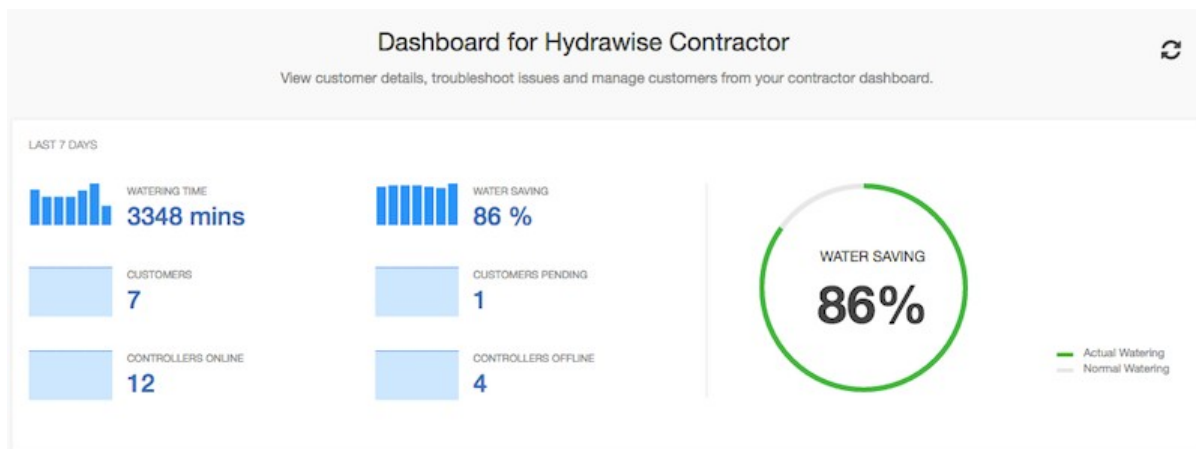 Dashboard for Hydrawise Contractor
View customer details, troubleshoot issues and manage customers from your contractor dashboard.
LAST 7 DAYS
WATERING TIME
3348 mins
WATER SAVING
86 %
CUSTOMERS
7
CUSTOMERS PENDING
1
CONTROLLERS ONLINE
12
CONTROLLERS OFFLINE
4
WATER SAVING
86%
Actual Watering
Normal Watering